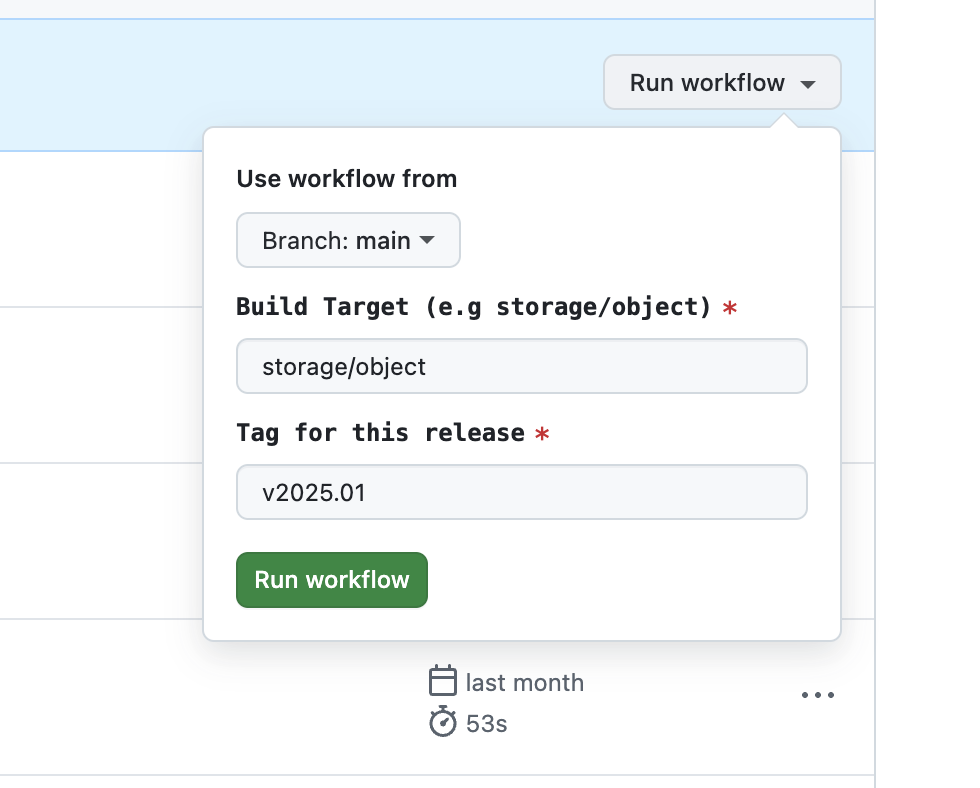 Run workflow
Use workflow from
Branch: main
Build Target (e.g storage/object) *
storage/object
Tag for this release *
v2025.01
Run workflow
last month
53s